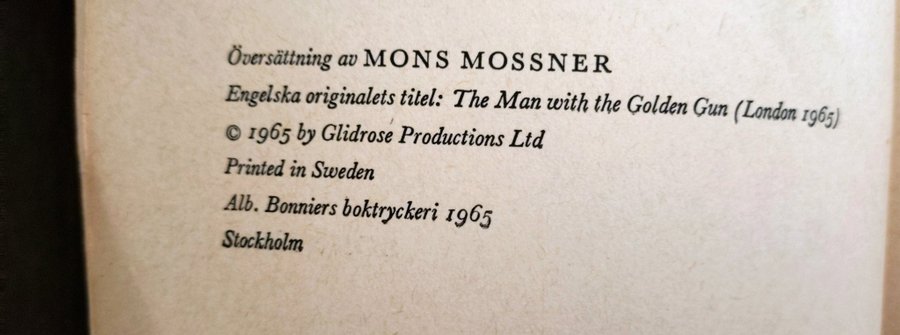 Översättning av MONS MOSSNER
Engelska originalets titel: The Man with the Golden Gun (London 1965)
© 1965 by Glidrose Productions Ltd
Printed in Sweden
Alb. Bonniers boktryckeri 1965
Stockholm